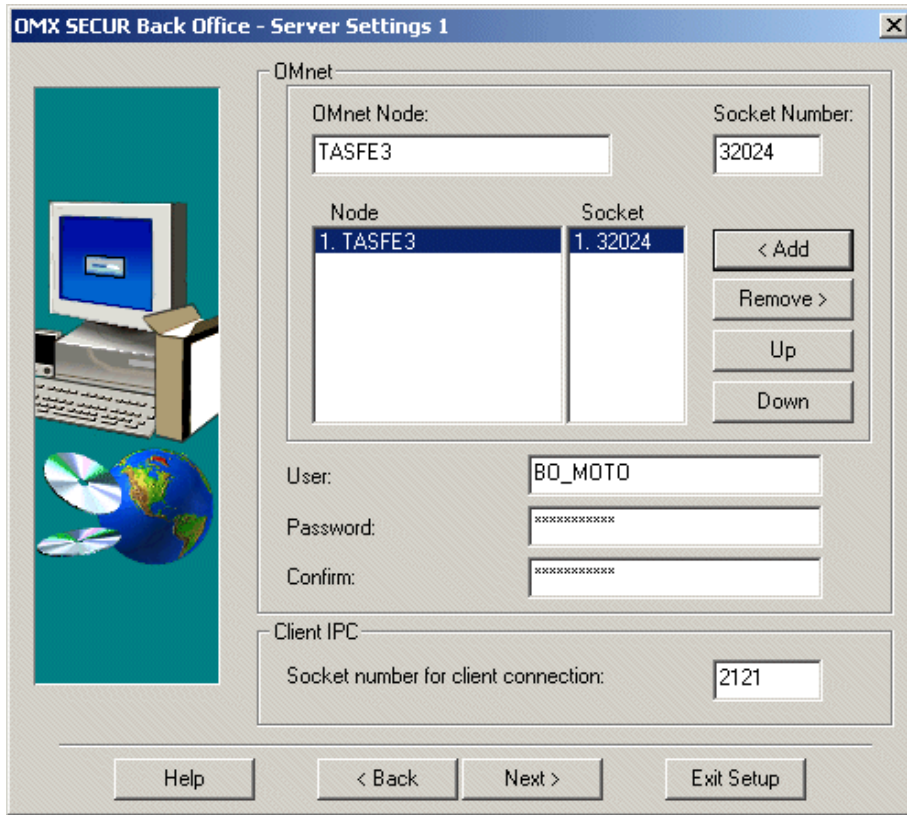 OMX SECUR Back Office - Server Settings 1
OMnet
OMnet Node: Socket Number:
TASFE3 32024
Node Socket
1. TASFE3 1. 32024
< Add
Remove >
Up
Down
User: BO_MOTO
Password: ***********
Confirm: ***********
Client IPC
Socket number for client connection: 2121
Help < Back Next > Exit Setup